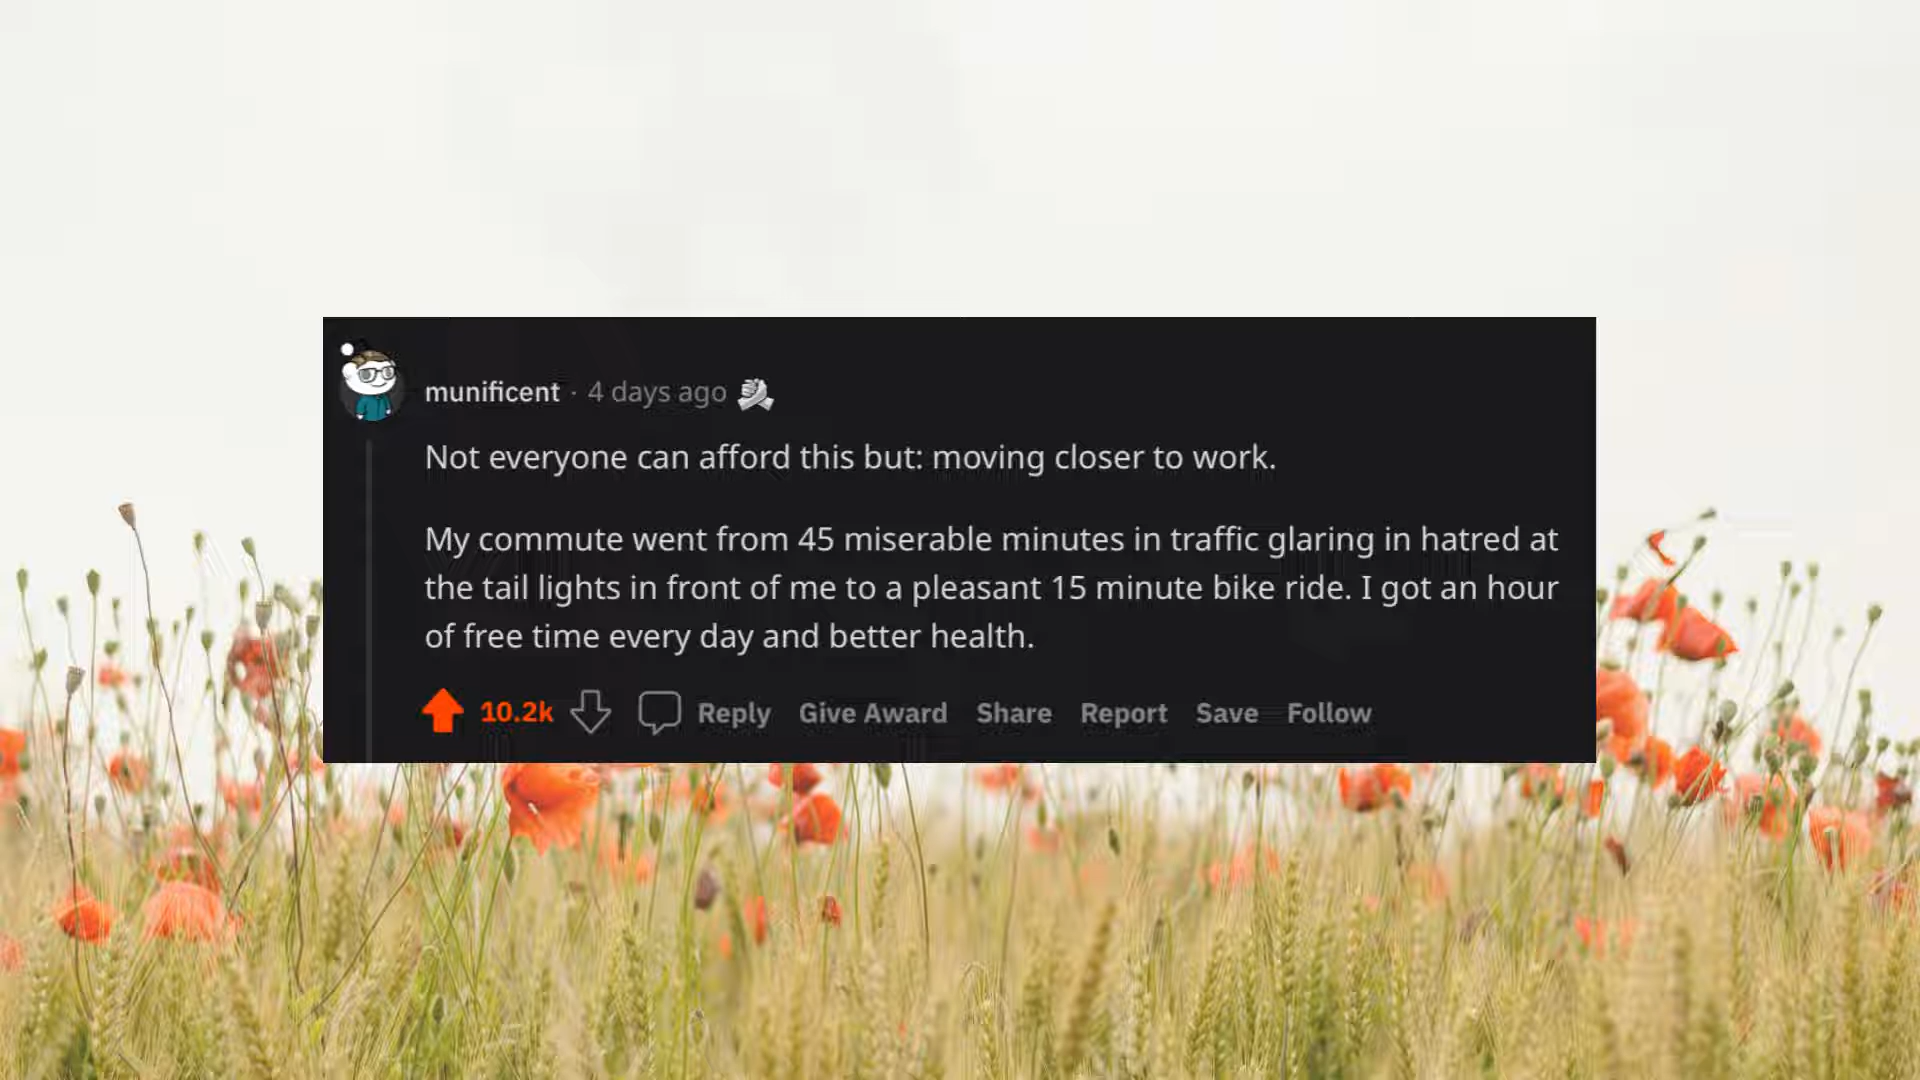 munificent · 4 days ago
Not everyone can afford this but: moving closer to work.
My commute went from 45 miserable minutes in traffic glaring in hatred at
the tail lights in front of me to a pleasant 15 minute bike ride. I got an hour
of free time every day and better health.
10.2k Reply Give Award Share Report Save Follow